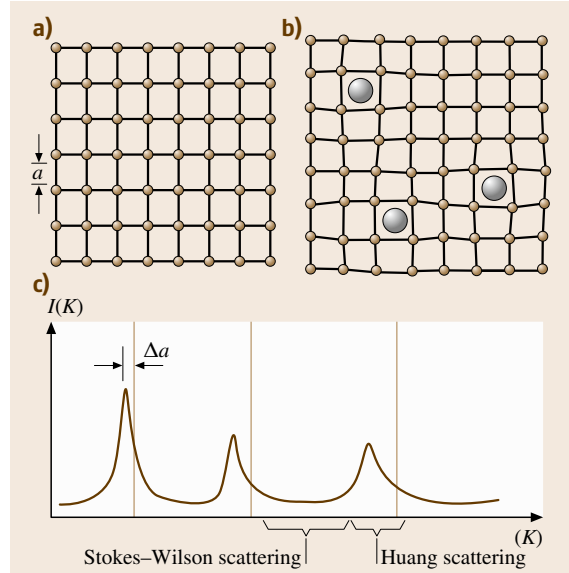 a)
b)
a
c)
I(K)
Δa
(K)
Stokes–Wilson scattering
Huang scattering